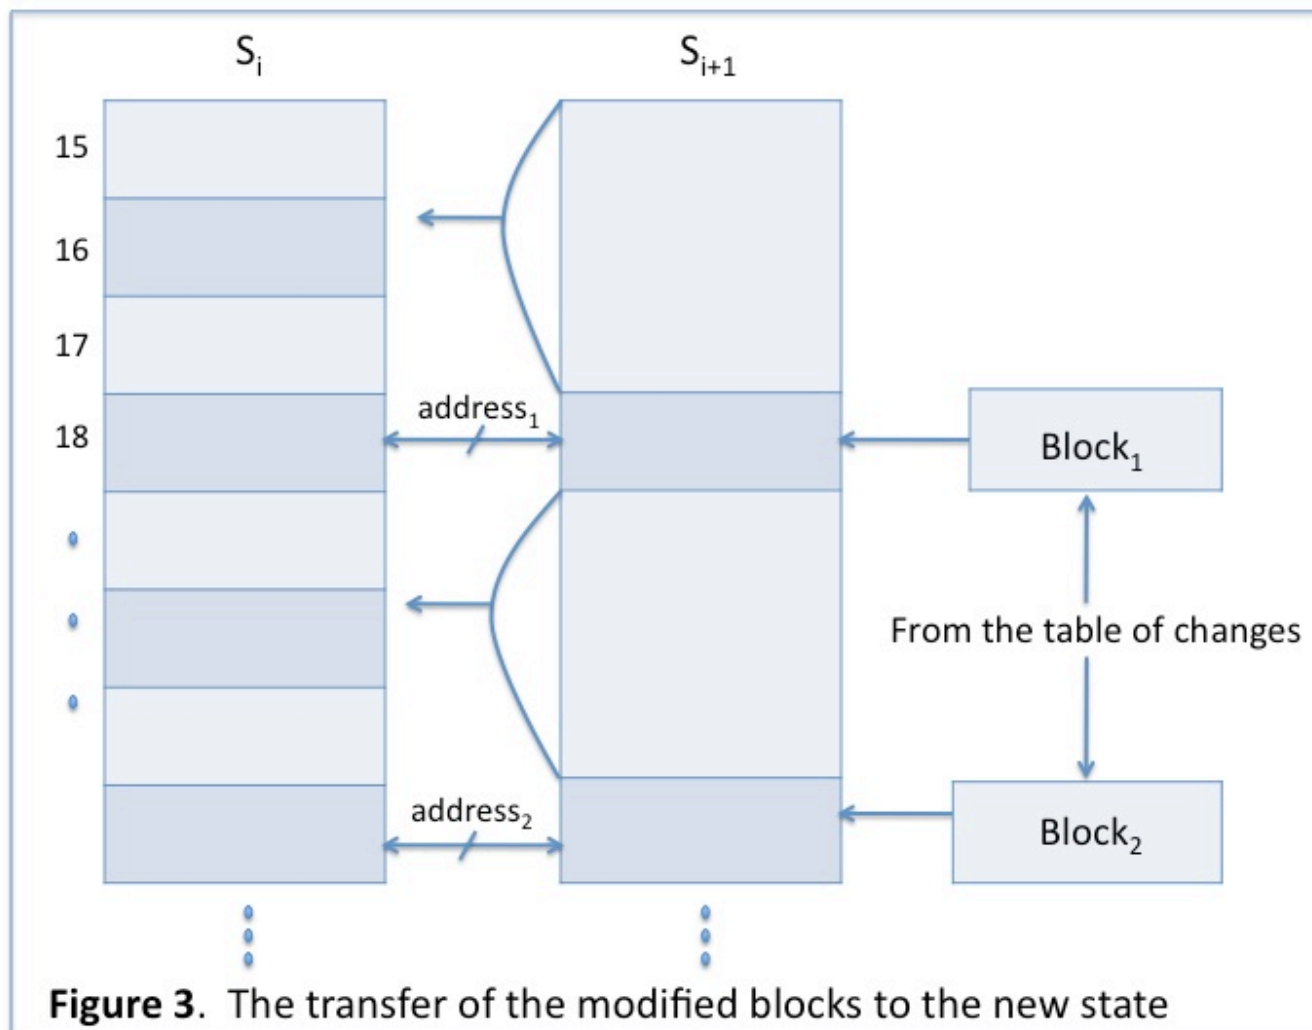 Sᵢ Sᵢ₊₁
15
16
17
address₁
18
Block₁
From the table of changes
address₂
Block₂
Figure 3. The transfer of the modified blocks to the new state